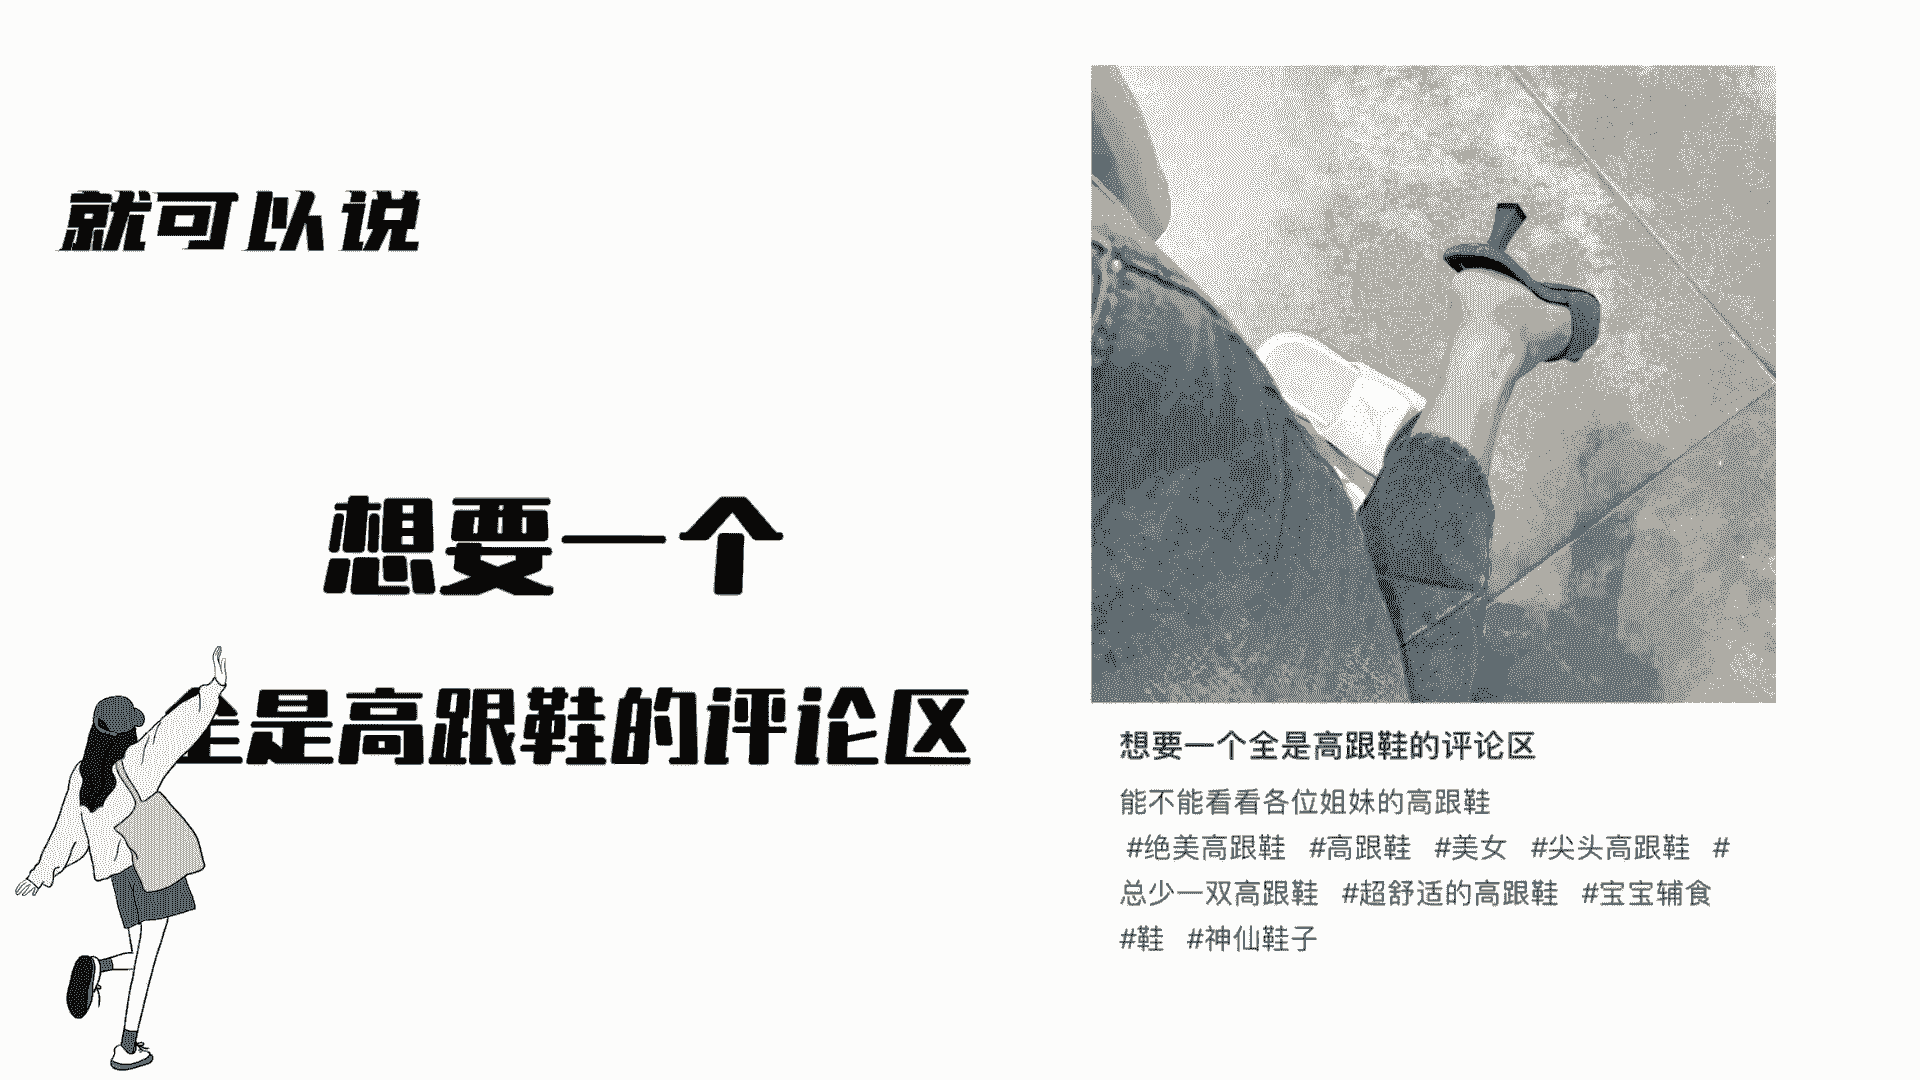 就可以说
想要一个
全是高跟鞋的评论区
想要一个全是高跟鞋的评论区
能不能看看各位姐妹的高跟鞋
#绝美高跟鞋 #高跟鞋 #美女 #尖头高跟鞋 #
总少一双高跟鞋 #超舒适的高跟鞋 #宝宝辅食
#鞋 #神仙鞋子